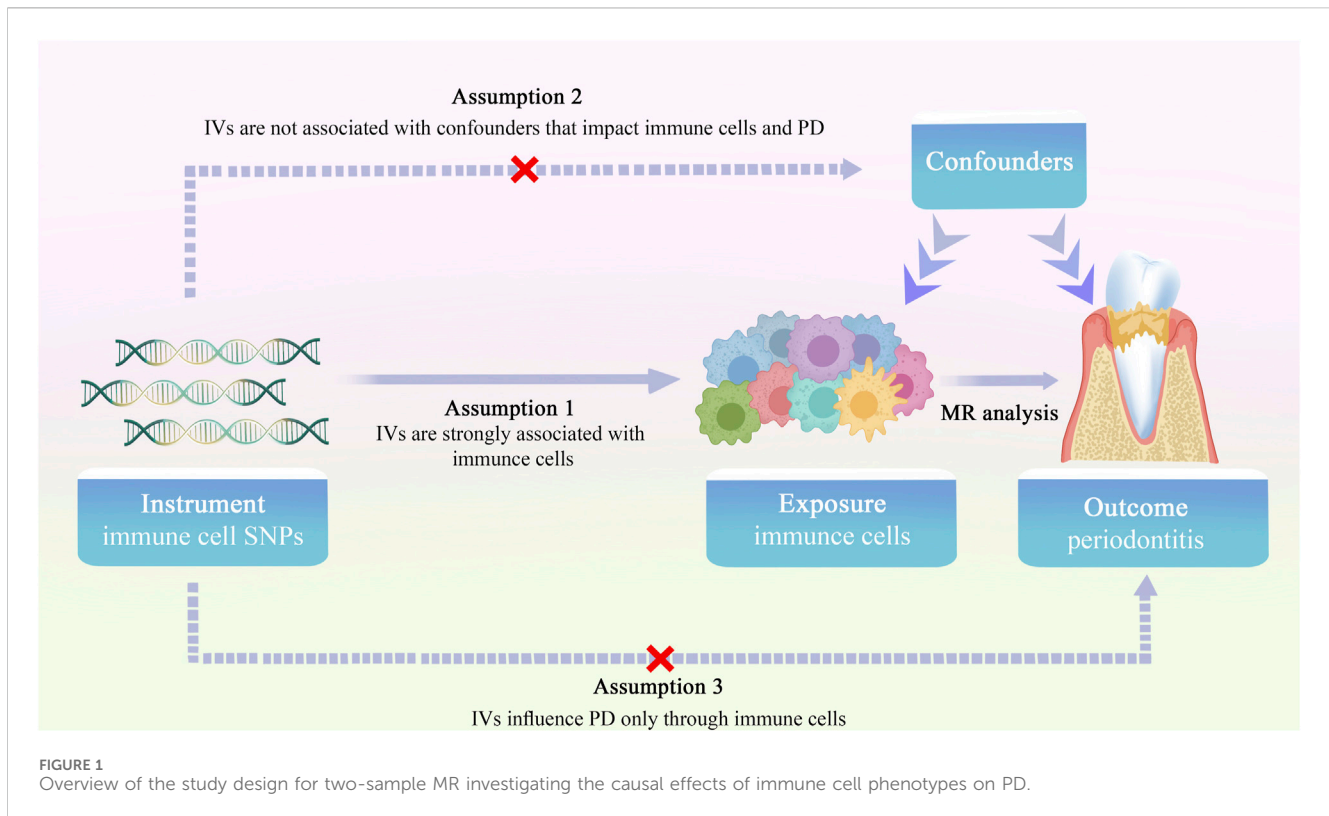 Assumption 2
IVs are not associated with confounders that impact immune cells and PD
Confounders
Assumption 1
IVs are strongly associated with
immunce cells
MR analysis
Instrument
immune cell SNPs
Exposure
immunce cells
Outcome
periodontitis
Assumption 3
IVs influence PD only through immune cells
FIGURE 1
Overview of the study design for two-sample MR investigating the causal effects of immune cell phenotypes on PD.